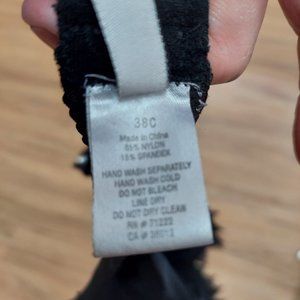 38C
Made in China
85% NYLON
15% SPANDEX
HAND WASH SEPARATELY
HAND WASH COLD
DO NOT BLEACH
LINE DRY
DO NOT DRY CLEAN
RN # 71222
CA #